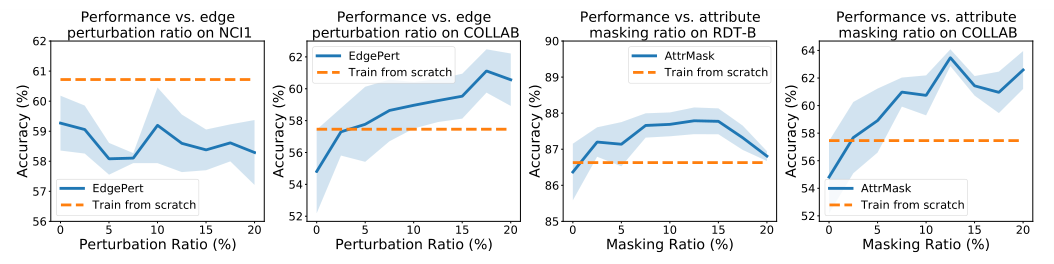 Performance vs. edge
perturbation ratio on NCI1
Accuracy (%)
62
61
60
59
58
57
56
EdgePert
Train from scratch
0
5
10
15
20
Perturbation Ratio (%)
Performance vs. edge
perturbation ratio on COLLAB
Accuracy (%)
62
60
58
56
54
52
EdgePert
Train from scratch
0
5
10
15
20
Perturbation Ratio (%)
Performance vs. attribute
masking ratio on RDT-B
Accuracy (%)
90
89
88
87
86
85
AttrMask
Train from scratch
0
5
10
15
20
Masking Ratio (%)
Performance vs. attribute
masking ratio on COLLAB
Accuracy (%)
64
62
60
58
56
54
52
AttrMask
Train from scratch
0
5
10
15
20
Masking Ratio (%)